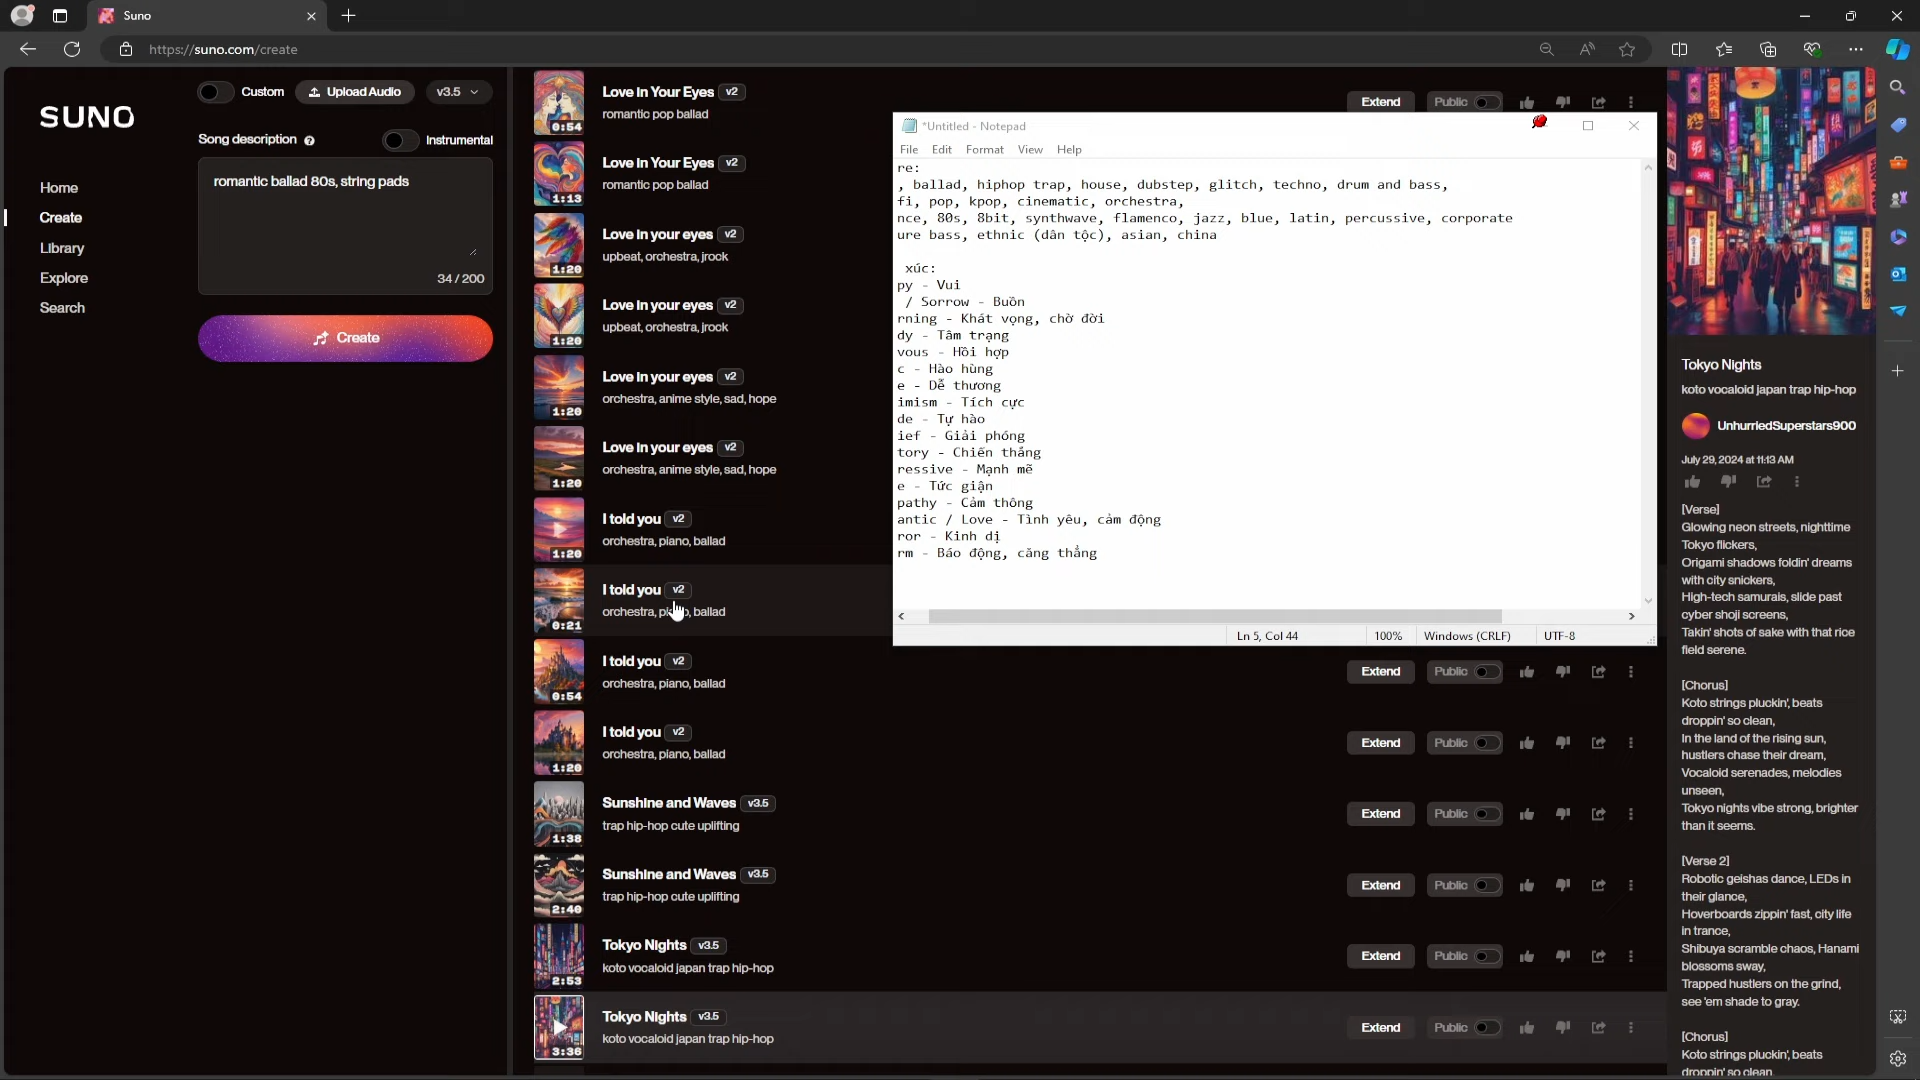 Suno
https://suno.com/create
SUNO
Home
Create
Library
Explore
Search
Custom
Upload Audio
v3.5
Song description
Instrumental
romantic ballad 80s, string pads
34 / 200
Create
0:54
Love in Your Eyes v2
romantic pop ballad
Extend
Public
1:13
Love in Your Eyes v2
romantic pop ballad
1:20
Love in your eyes v2
upbeat, orchestra, jrock
1:20
Love in your eyes v2
upbeat, orchestra, jrock
1:20
Love in your eyes v2
orchestra, anime style, sad, hope
1:20
Love in your eyes v2
orchestra, anime style, sad, hope
1:20
I told you v2
orchestra, piano, ballad
0:21
I told you v2
orchestra, piano, ballad
0:54
I told you v2
orchestra, piano, ballad
Extend
Public
1:20
I told you v2
orchestra, piano, ballad
Extend
Public
1:38
Sunshine and Waves v3.5
trap hip-hop cute uplifting
Extend
Public
2:40
Sunshine and Waves v3.5
trap hip-hop cute uplifting
Extend
Public
2:53
Tokyo Nights v3.5
koto vocaloid japan trap hip-hop
Extend
Public
3:36
Tokyo Nights v3.5
koto vocaloid japan trap hip-hop
Extend
Public
*Untitled - Notepad
File Edit Format View Help
re:
, ballad, hiphop trap, house, dubstep, glitch, techno, drum and bass,
fi, pop, kpop, cinematic, orchestra,
nce, 80s, 8bit, synthwave, flamenco, jazz, blue, latin, percussive, corporate
ure bass, ethnic (dân tộc), asian, china
xúc:
py - Vui
/ Sorrow - Buồn
rning - Khát vọng, chờ đời
dy - Tâm trạng
vous - Hồi hợp
c - Hào hùng
e - Dễ thương
imism - Tích cực
de - Tự hào
ief - Giải phóng
tory - Chiến thắng
ressive - Mạnh mẽ
e - Tức giận
pathy - Cảm thông
antic / Love - Tình yêu, cảm động
ror - Kinh dị
rm - Báo động, căng thẳng
Ln 5, Col 44
100%
Windows (CRLF)
UTF-8
Tokyo Nights
koto vocaloid japan trap hip-hop
UnhurriedSuperstars900
July 29, 2024 at 11:13 AM
[Verse]
Glowing neon streets, nighttime
Tokyo flickers,
Origami shadows foldin' dreams
with city snickers,
High-tech samurais, slide past
cyber shoji screens,
Takin' shots of sake with that rice
field serene.
[Chorus]
Koto strings pluckin', beats
droppin' so clean,
In the land of the rising sun,
hustlers chase their dream,
Vocaloid serenades, melodies
unseen,
Tokyo nights vibe strong, brighter
than it seems.
[Verse 2]
Robotic geishas dance, LEDs in
their glance,
Hoverboards zippin' fast, city life
in trance,
Shibuya scramble chaos, Hanami
blossoms sway,
Trapped hustlers on the grind,
see 'em shade to gray.
[Chorus]
Koto strings pluckin', beats
droppin' so clean,